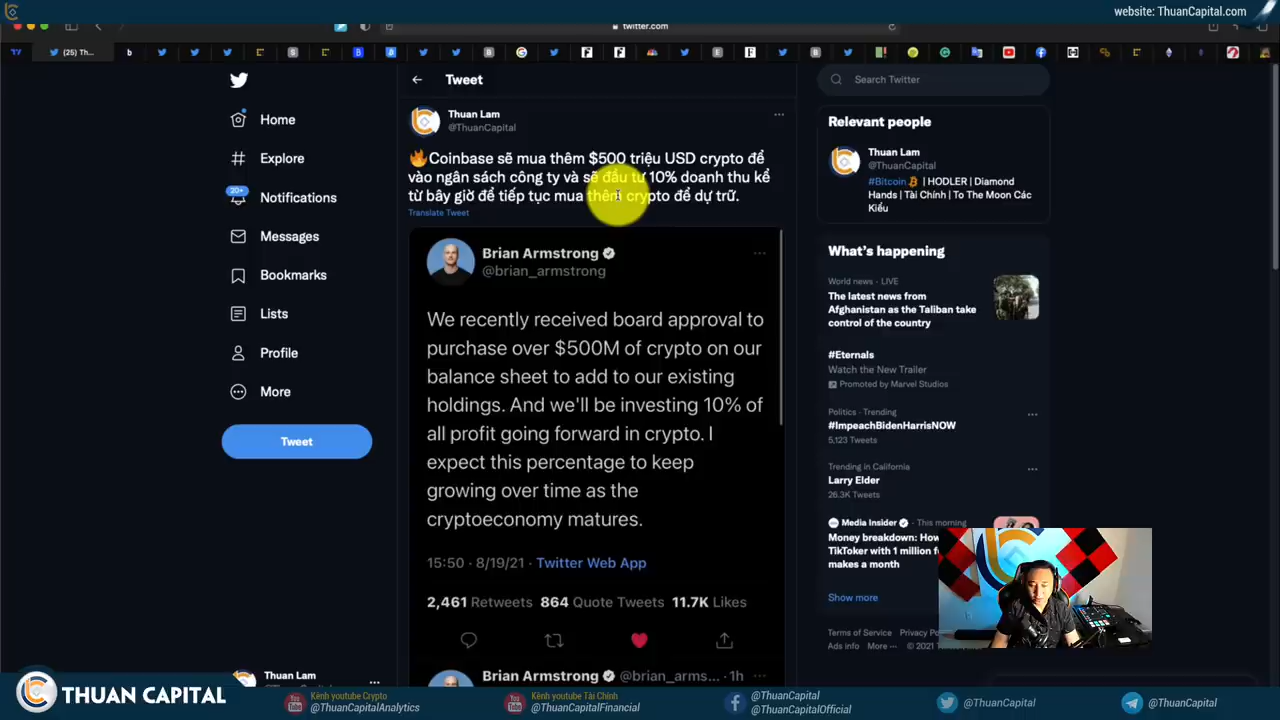 website: ThuanCapital.com
twitter.com
(25) Th...
Tweet
Search Twitter
Home
Explore
20+
Notifications
Messages
Bookmarks
Lists
Profile
More
Tweet
Thuan Lam
@ThuanCapital
🔥Coinbase sẽ mua thêm $500 triệu USD crypto để
vào ngân sách công ty và sẽ đầu tư 10% doanh thu kể
từ bây giờ để tiếp tục mua thêm crypto để dự trữ.
Translate Tweet
Brian Armstrong
@brian_armstrong
We recently received board approval to
purchase over $500M of crypto on our
balance sheet to add to our existing
holdings. And we'll be investing 10% of
all profit going forward in crypto. I
expect this percentage to keep
growing over time as the
cryptoeconomy matures.
15:50 · 8/19/21 · Twitter Web App
2,461 Retweets 864 Quote Tweets 11.7K Likes
Brian Armstrong @brian_arms... · 1h
Relevant people
Thuan Lam
@ThuanCapital
#Bitcoin | HODLER | Diamond
Hands | Tài Chính | To The Moon Các
Kiểu
What's happening
World news · LIVE
The latest news from
Afghanistan as the Taliban take
control of the country
#Eternals
Watch the New Trailer
Promoted by Marvel Studios
Politics · Trending
#ImpeachBidenHarrisNOW
5,123 Tweets
Trending in California
Larry Elder
26.3K Tweets
Media Insider · This morning
Money breakdown: How
TikToker with 1 million f
makes a month
Show more
Terms of Service Privacy
Ads info More ··· © 2021
Thuan Lam
@ThuanCapital
THUAN CAPITAL
Kênh youtube Crypto
@ThuanCapitalAnalytics
Kênh youtube Tài Chính
@ThuanCapitalFinancial
@ThuanCapital
@ThuanCapitalOfficial
@ThuanCapital
@ThuanCapital